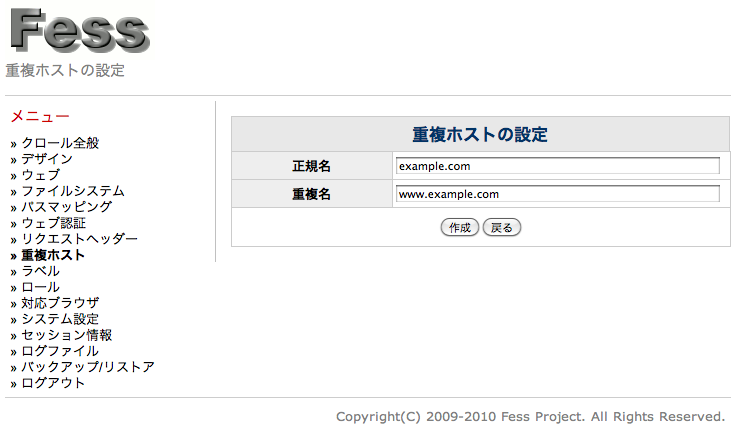 Fess
重複ホストの設定
メニュー
» クロール全般
» デザイン
» ウェブ
» ファイルシステム
» パスマッピング
» ウェブ認証
» リクエストヘッダー
» 重複ホスト
» ラベル
» ロール
» 対応ブラウザ
» システム設定
» セッション情報
» ログファイル
» バックアップ/リストア
» ログアウト
重複ホストの設定
正規名 example.com
重複名 www.example.com
作成 戻る
Copyright(C) 2009-2010 Fess Project. All Rights Reserved.